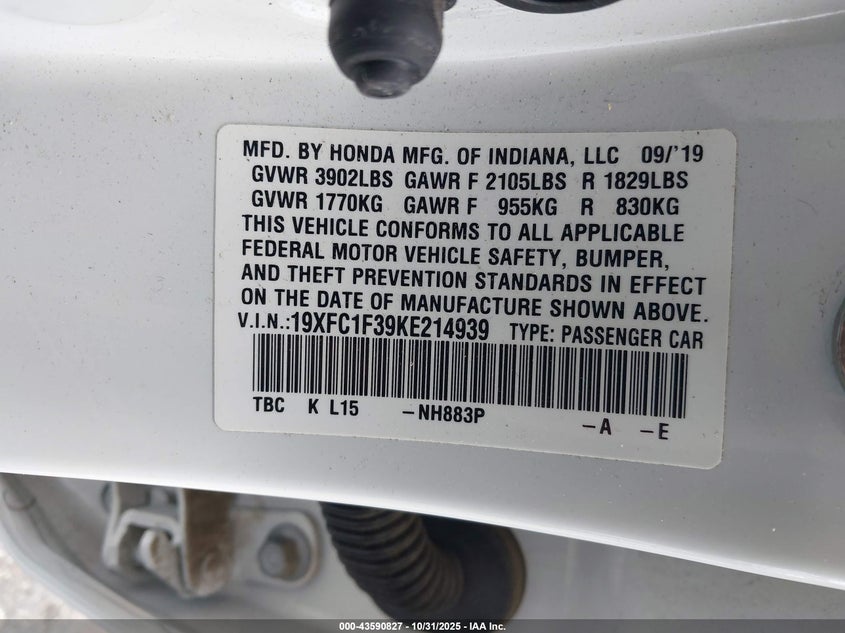 MFD. BY HONDA MFG. OF INDIANA, LLC 09/'19
GVWR 3902LBS GAWR F 2105LBS R 1829LBS
GVWR 1770KG GAWR F 955KG R 830KG
THIS VEHICLE CONFORMS TO ALL APPLICABLE
FEDERAL MOTOR VEHICLE SAFETY, BUMPER,
AND THEFT PREVENTION STANDARDS IN EFFECT
ON THE DATE OF MANUFACTURE SHOWN ABOVE.
V.I.N.:19XFC1F39KE214939 TYPE: PASSENGER CAR
TBC K L15 -NH883P -A -E
000-43590827 - 10/31/2025 - IAA Inc.